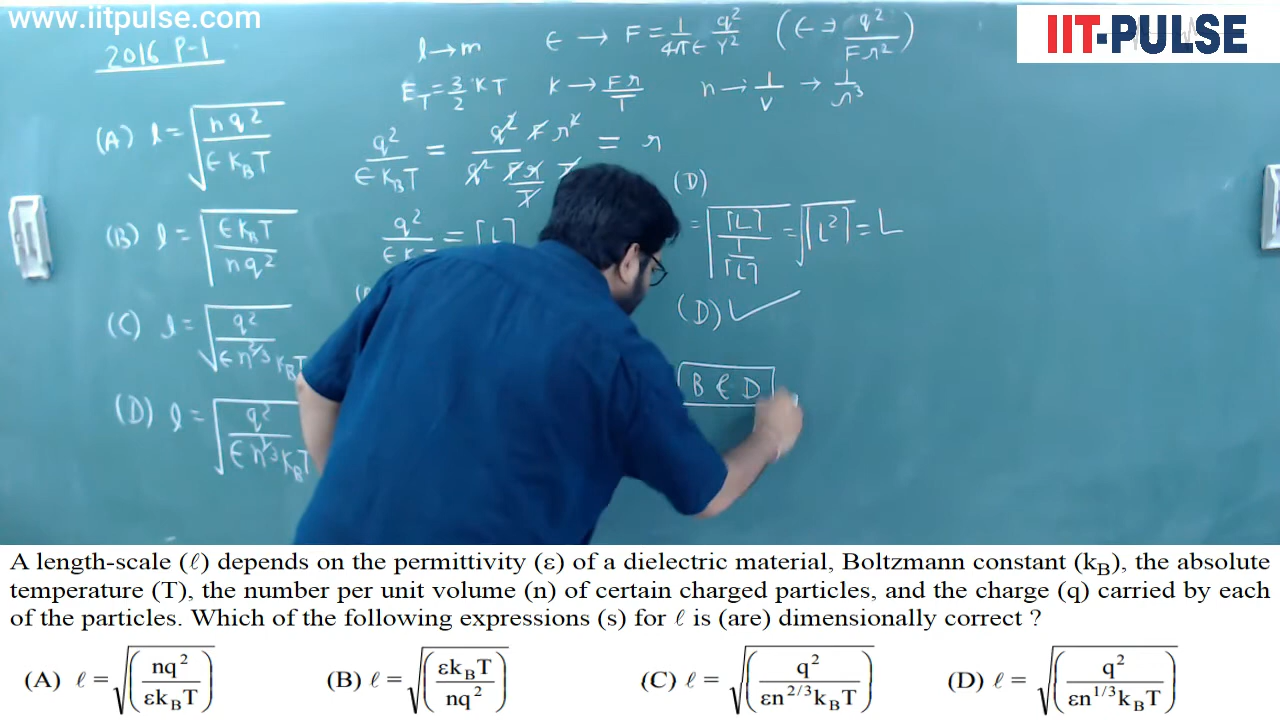 www.iitpulse.com
IIT-PULSE
2016 P-1
l → m
ε → F = 1/4πε q²/r² (ε → q²/Fr²)
E_T = 3/2 KT
K → Fr/T
n → 1/V → 1/r³
(A) l = √(nq²/εK_BT)
(B) l = √(εK_BT/nq²)
(C) l = √(q²/εn^2/3 K_BT)
(D) l = √(q²/εn^1/3 K_BT)
q²/εK_BT = = r
q²/εK = [L]
(D)
= √([L]/(1/[L])) = √[L²] = L
(D) ✓
B & D
A length-scale (ℓ) depends on the permittivity (ε) of a dielectric material, Boltzmann constant (k_B), the absolute
temperature (T), the number per unit volume (n) of certain charged particles, and the charge (q) carried by each
of the particles. Which of the following expressions (s) for ℓ is (are) dimensionally correct ?
(A) ℓ = √(nq²/εk_BT) (B) ℓ = √(εk_BT/nq²) (C) ℓ = √(q²/εn^2/3 k_BT) (D) ℓ = √(q²/εn^1/3 k_BT)